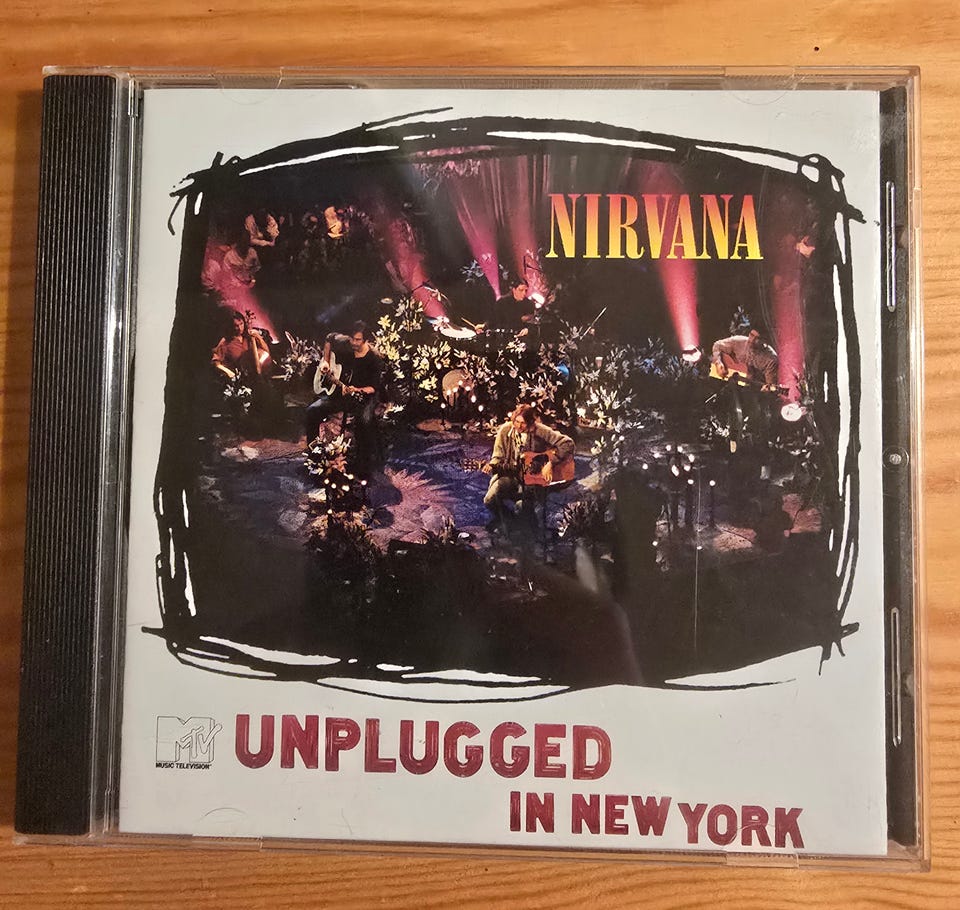 NIRVANA
MTV
MUSIC TELEVISION®
UNPLUGGED
IN NEW YORK